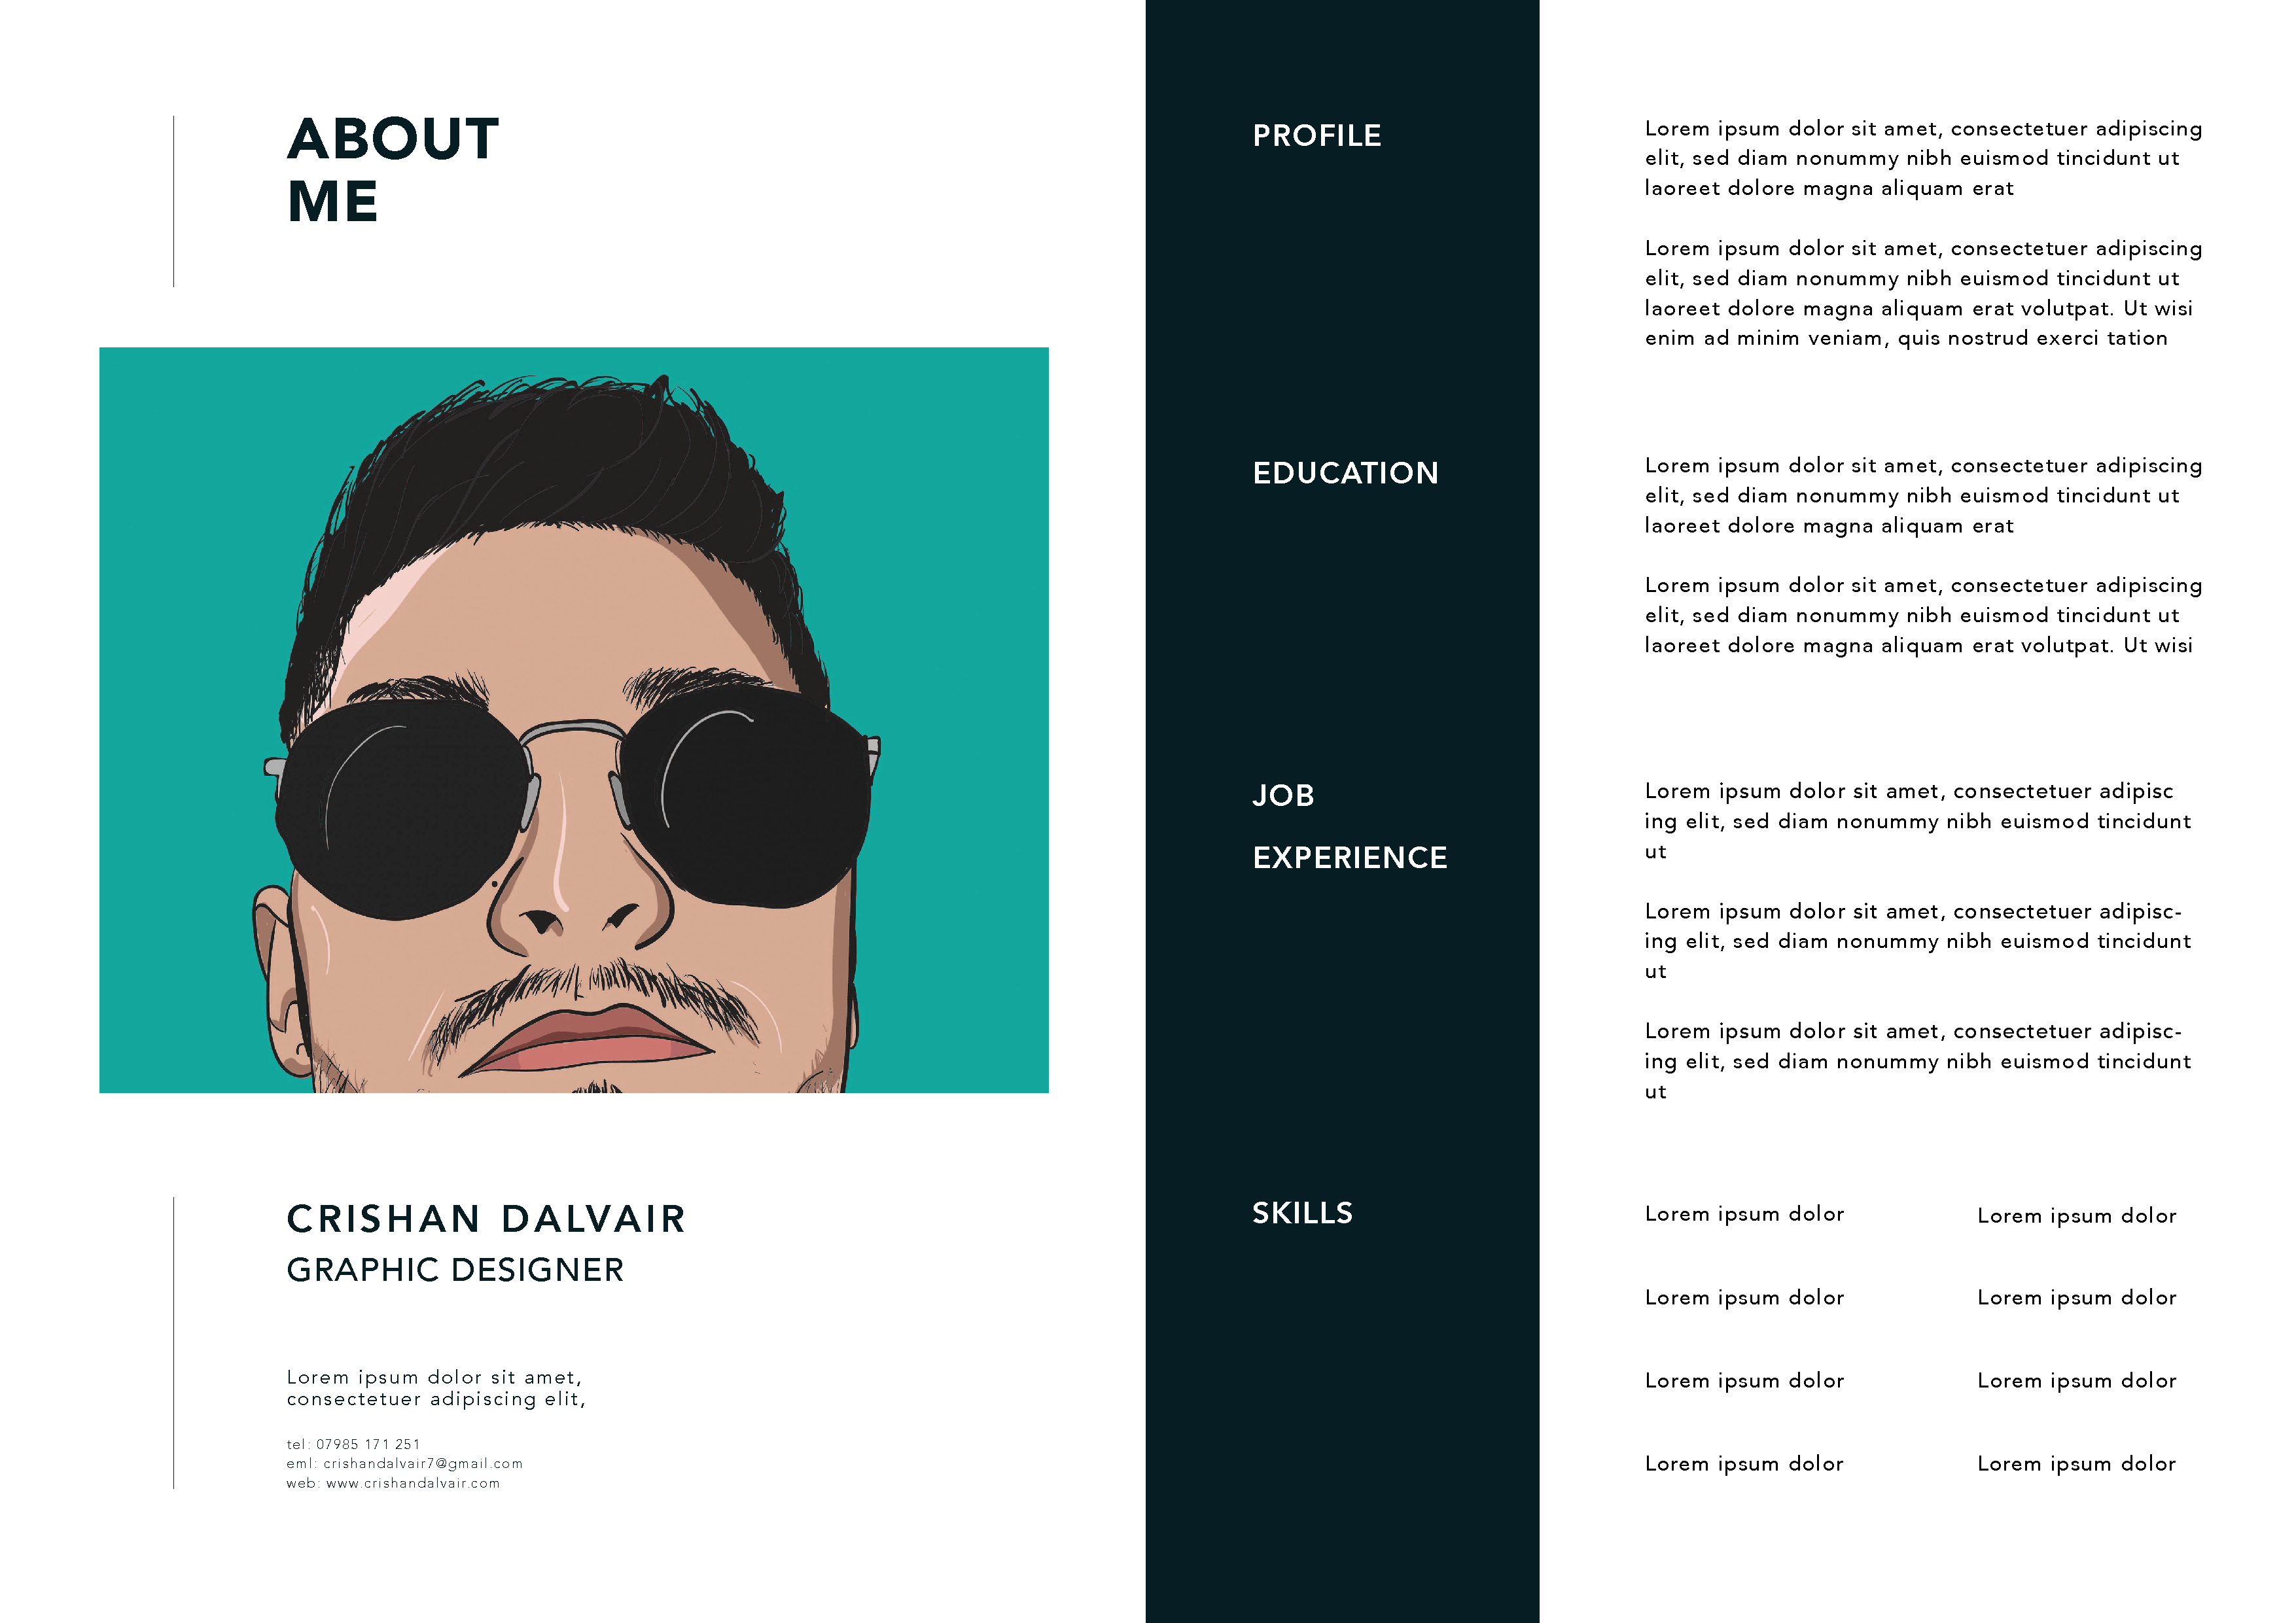 ABOUT
ME
CRISHAN DALVAIR
GRAPHIC DESIGNER
Lorem ipsum dolor sit amet,
consectetuer adipiscing elit,
tel: 07985 171 251
eml: crishandalvair7@gmail.com
web: www.crishandalvair.com
PROFILE
Lorem ipsum dolor sit amet, consectetuer adipiscing
elit, sed diam nonummy nibh euismod tincidunt ut
laoreet dolore magna aliquam erat
Lorem ipsum dolor sit amet, consectetuer adipiscing
elit, sed diam nonummy nibh euismod tincidunt ut
laoreet dolore magna aliquam erat volutpat. Ut wisi
enim ad minim veniam, quis nostrud exerci tation
EDUCATION
Lorem ipsum dolor sit amet, consectetuer adipiscing
elit, sed diam nonummy nibh euismod tincidunt ut
laoreet dolore magna aliquam erat
Lorem ipsum dolor sit amet, consectetuer adipiscing
elit, sed diam nonummy nibh euismod tincidunt ut
laoreet dolore magna aliquam erat volutpat. Ut wisi
JOB
EXPERIENCE
Lorem ipsum dolor sit amet, consectetuer adipisc
ing elit, sed diam nonummy nibh euismod tincidunt
ut
Lorem ipsum dolor sit amet, consectetuer adipisc-
ing elit, sed diam nonummy nibh euismod tincidunt
ut
Lorem ipsum dolor sit amet, consectetuer adipisc-
ing elit, sed diam nonummy nibh euismod tincidunt
ut
SKILLS
Lorem ipsum dolor
Lorem ipsum dolor
Lorem ipsum dolor
Lorem ipsum dolor
Lorem ipsum dolor
Lorem ipsum dolor
Lorem ipsum dolor
Lorem ipsum dolor